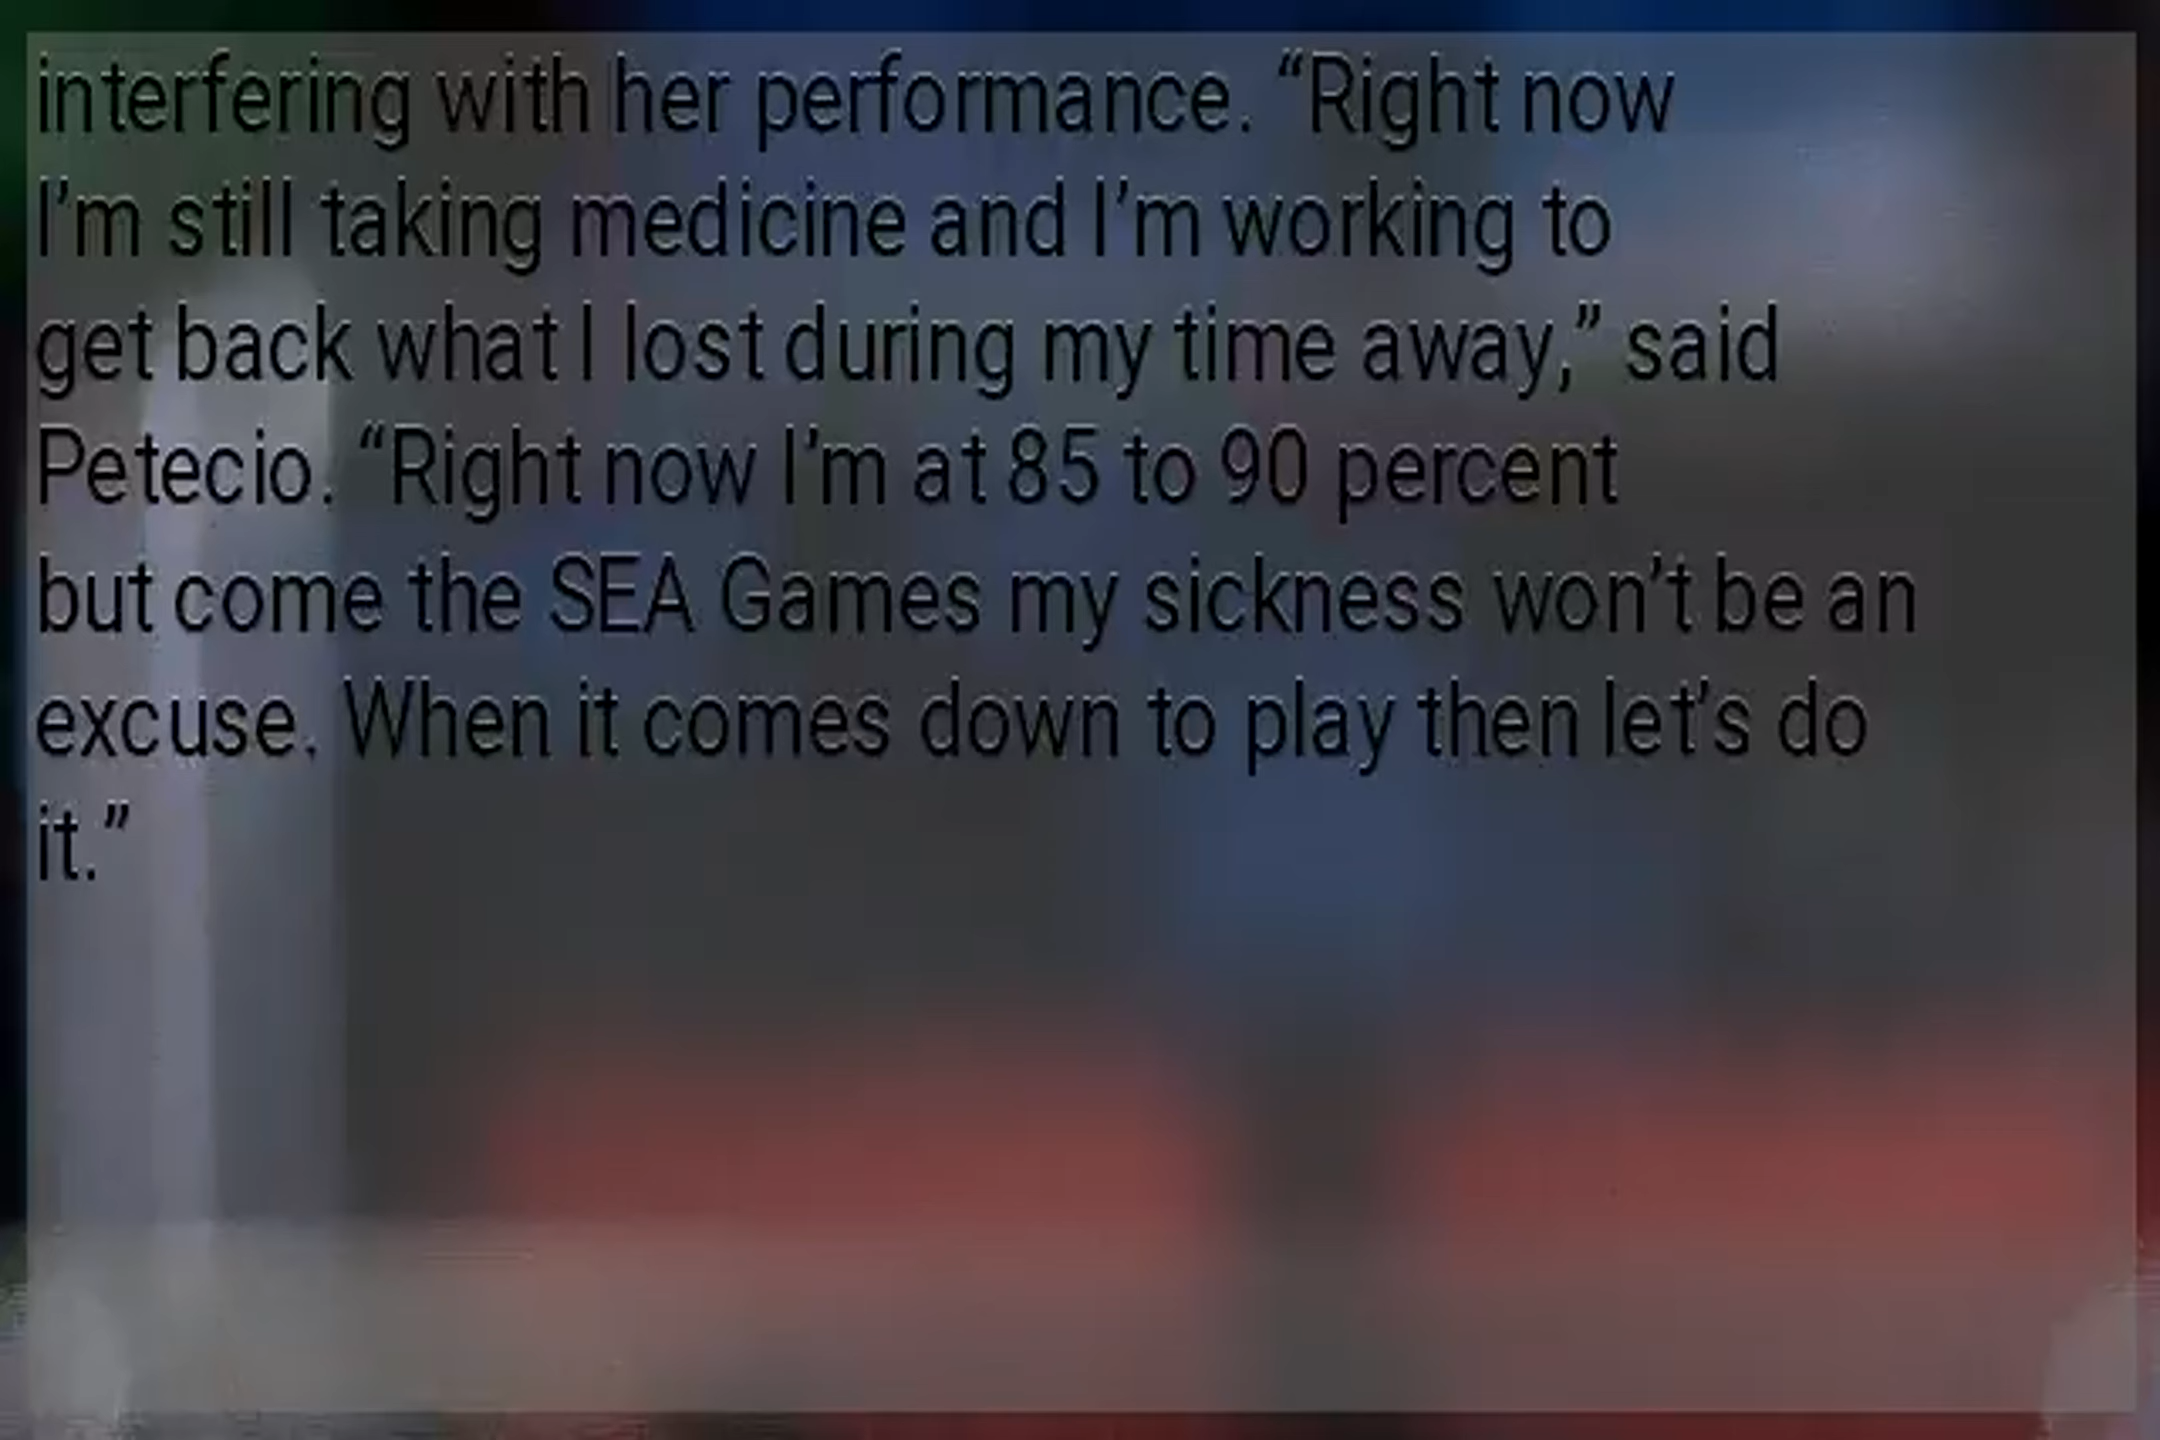 interfering with her performance. “Right now
I’m still taking medicine and I’m working to
get back what I lost during my time away,” said
Petecio. “Right now I’m at 85 to 90 percent
but come the SEA Games my sickness won’t be an
excuse. When it comes down to play then let’s do
it.”